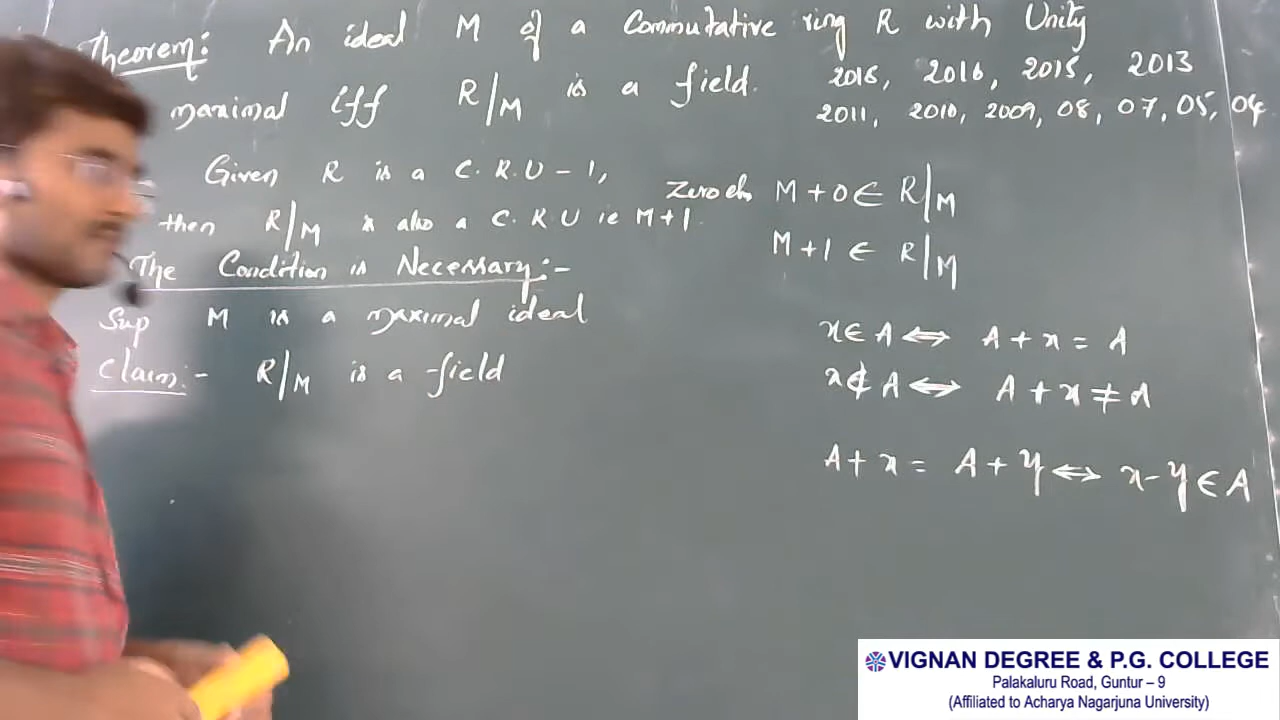 Theorem: An ideal M of a Commutative ring R with Unity
maximal iff R/M is a field.
2018, 2016, 2015, 2013
2011, 2010, 2009, 08, 07, 05, 04
Given R is a C.R.U - 1,
then R/M is also a C.R.U ie M+1.
The Condition is Necessary:-
Sup M is a maximal ideal
Claim:- R/M is a field
Zero ele M+0 ∈ R/M
M+1 ∈ R/M
x ∈ A ⇔ A + x = A
x ∉ A ⇔ A + x ≠ A
A + x = A + y ⇔ x - y ∈ A
VIGNAN DEGREE & P.G. COLLEGE
Palakaluru Road, Guntur – 9
(Affiliated to Acharya Nagarjuna University)